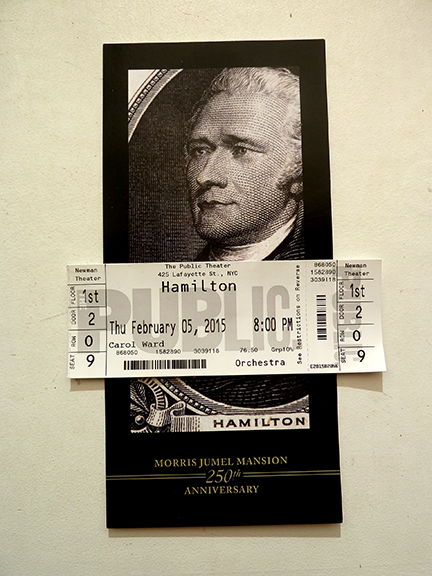 Newman
Theater
FLOOR 1st
DOOR 2
ROW 0
SEAT 9
The Public Theater
425 Lafayette St., NYC
Hamilton
PUBLIC
Thu February 05, 2015 8:00 PM
Carol Ward
868050 1582890 3039118 76.50 Grp10%
Orchestra
See Restrictions on Reverse
868050
1582890
3039118
Newman
Theater
FLOOR 1st
DOOR 2
ROW 0
SEAT 9
HAMILTON
MORRIS JUMEL MANSION
250th
ANNIVERSARY